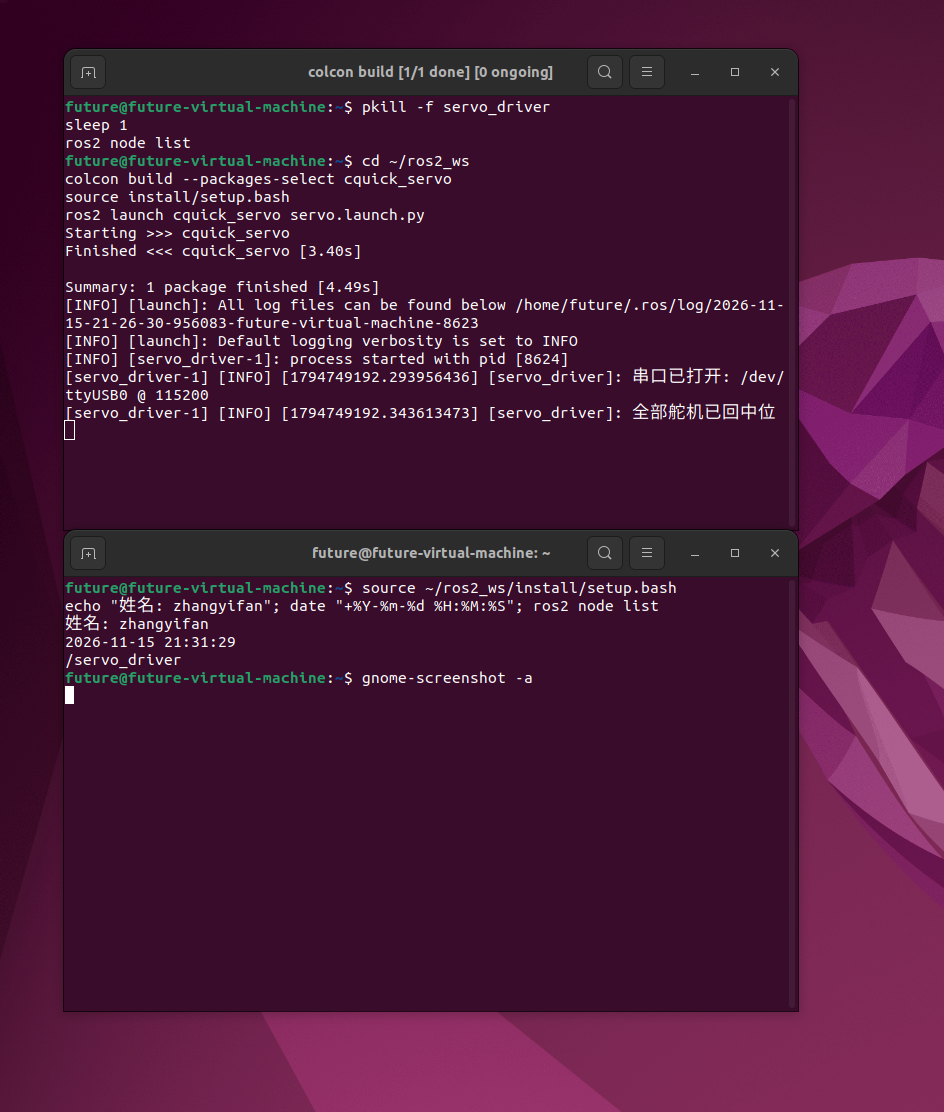 colcon build [1/1 done] [0 ongoing]
future@future-virtual-machine:~$ pkill -f servo_driver
sleep 1
ros2 node list
future@future-virtual-machine:~$ cd ~/ros2_ws
colcon build --packages-select cquick_servo
source install/setup.bash
ros2 launch cquick_servo servo.launch.py
Starting >>> cquick_servo
Finished <<< cquick_servo [3.40s]
Summary: 1 package finished [4.49s]
[INFO] [launch]: All log files can be found below /home/future/.ros/log/2026-11-
15-21-26-30-956083-future-virtual-machine-8623
[INFO] [launch]: Default logging verbosity is set to INFO
[INFO] [servo_driver-1]: process started with pid [8624]
[servo_driver-1] [INFO] [1794749192.293956436] [servo_driver]: 串口已打开: /dev/
ttyUSB0 @ 115200
[servo_driver-1] [INFO] [1794749192.343613473] [servo_driver]: 全部舵机已回中位
future@future-virtual-machine: ~
future@future-virtual-machine:~$ source ~/ros2_ws/install/setup.bash
echo "姓名: zhangyifan"; date "+%Y-%m-%d %H:%M:%S"; ros2 node list
姓名: zhangyifan
2026-11-15 21:31:29
/servo_driver
future@future-virtual-machine:~$ gnome-screenshot -a